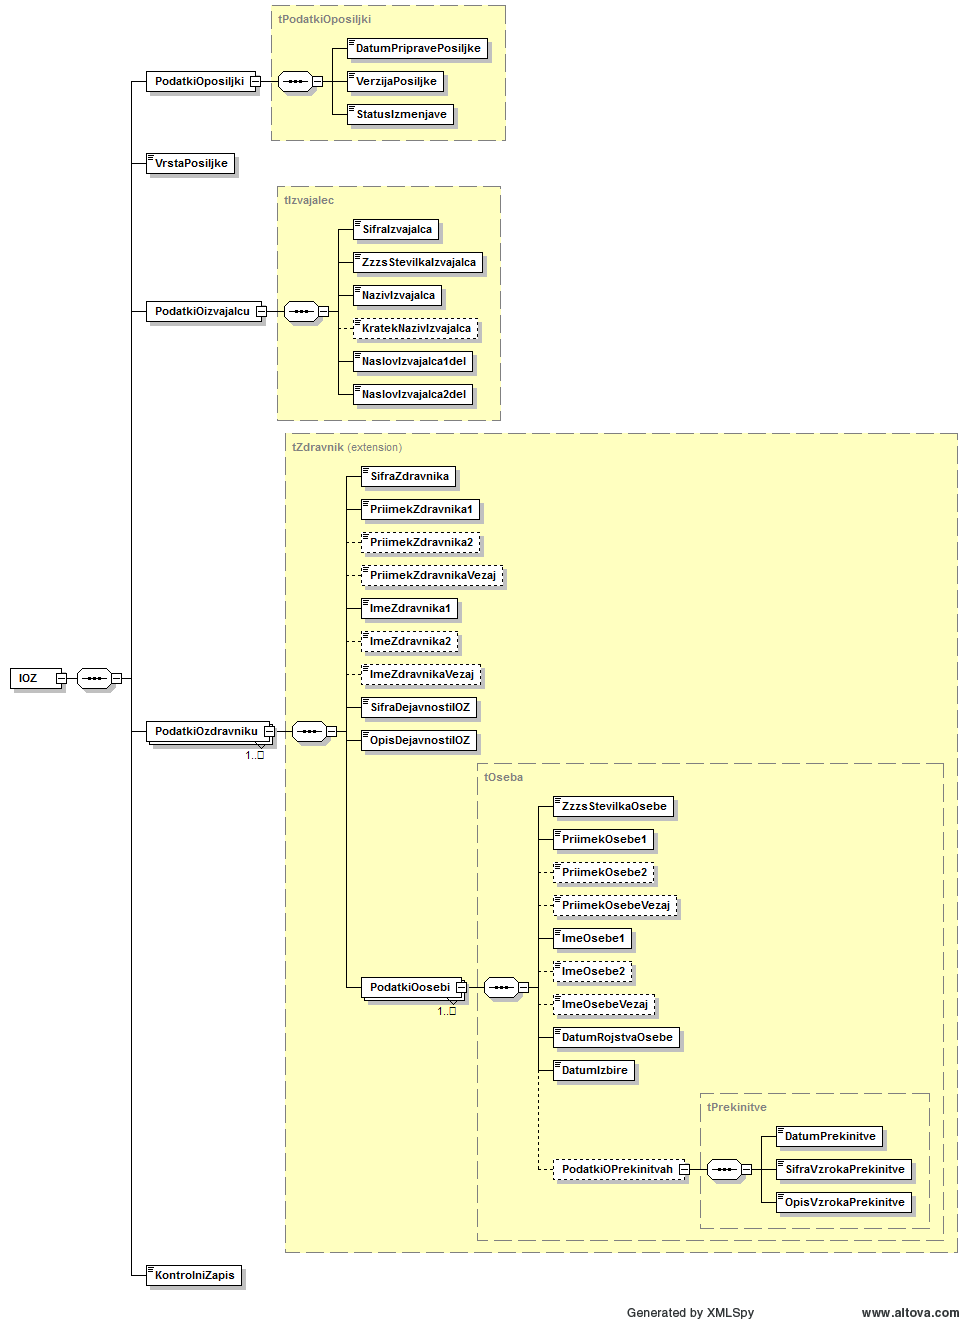 tPodatkiOposiljki
DatumPripravePosiljke
PodatkiOposiljki
VerzijaPosiljke
StatusIzmenjave
VrstaPosiljke
tIzvajalec
SifraIzvajalca
ZzzsStevilkaIzvajalca
NazivIzvajalca
PodatkiOizvajalcu
KratekNazivIzvajalca
NaslovIzvajalca1del
NaslovIzvajalca2del
tZdravnik (extension)
SifraZdravnika
PriimekZdravnika1
PriimekZdravnika2
PriimekZdravnikaVezaj
ImeZdravnika1
ImeZdravnika2
ImeZdravnikaVezaj
IOZ
SifraDejavnostiIOZ
PodatkiOzdravniku
1..□
OpisDejavnostiIOZ
tOseba
ZzzsStevilkaOsebe
PriimekOsebe1
PriimekOsebe2
PriimekOsebeVezaj
ImeOsebe1
ImeOsebe2
PodatkiOosebi
1..□
ImeOsebeVezaj
DatumRojstvaOsebe
DatumIzbire
tPrekinitve
DatumPrekinitve
PodatkiOPrekinitvah
SifraVzrokaPrekinitve
OpisVzrokaPrekinitve
KontrolniZapis
Generated by XMLSpy
www.altova.com